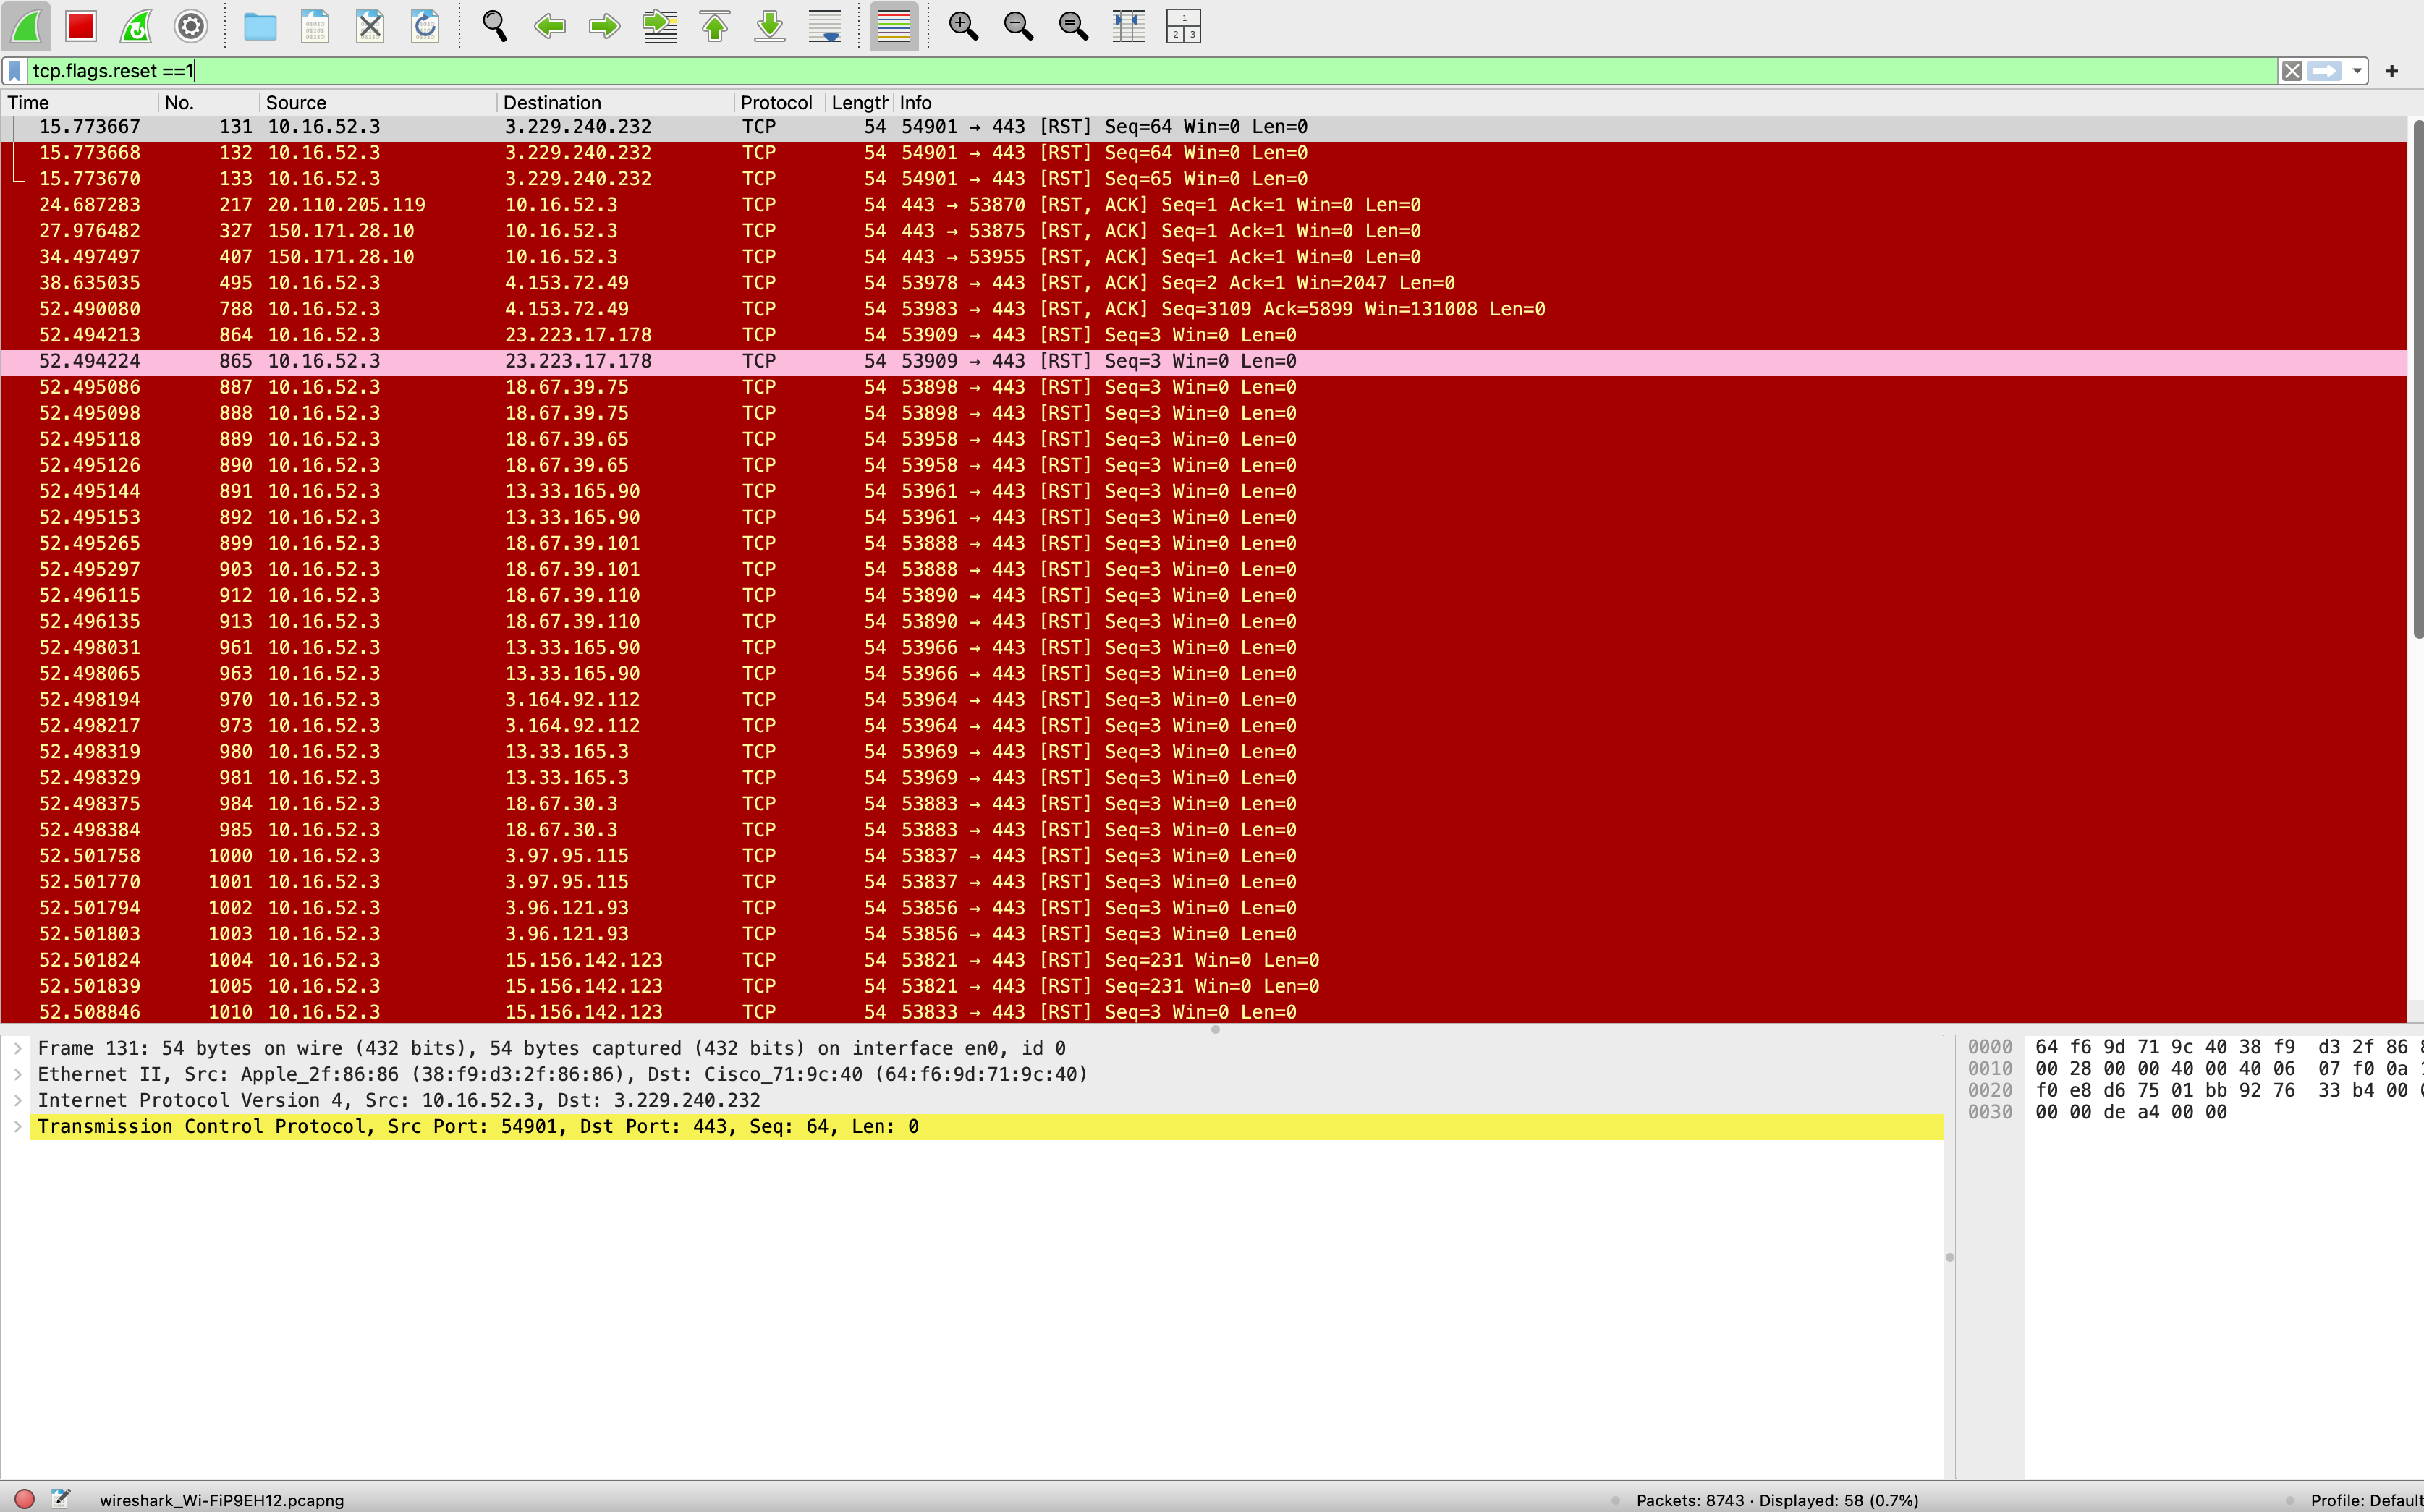 tcp.flags.reset ==1
Time No. Source Destination Protocol Length Info
15.773667 131 10.16.52.3 3.229.240.232 TCP 54 54901 → 443 [RST] Seq=64 Win=0 Len=0
15.773668 132 10.16.52.3 3.229.240.232 TCP 54 54901 → 443 [RST] Seq=64 Win=0 Len=0
15.773670 133 10.16.52.3 3.229.240.232 TCP 54 54901 → 443 [RST] Seq=65 Win=0 Len=0
24.687283 217 20.110.205.119 10.16.52.3 TCP 54 443 → 53870 [RST, ACK] Seq=1 Ack=1 Win=0 Len=0
27.976482 327 150.171.28.10 10.16.52.3 TCP 54 443 → 53875 [RST, ACK] Seq=1 Ack=1 Win=0 Len=0
34.497497 407 150.171.28.10 10.16.52.3 TCP 54 443 → 53955 [RST, ACK] Seq=1 Ack=1 Win=0 Len=0
38.635035 495 10.16.52.3 4.153.72.49 TCP 54 53978 → 443 [RST, ACK] Seq=2 Ack=1 Win=2047 Len=0
52.490080 788 10.16.52.3 4.153.72.49 TCP 54 53983 → 443 [RST, ACK] Seq=3109 Ack=5899 Win=131008 Len=0
52.494213 864 10.16.52.3 23.223.17.178 TCP 54 53909 → 443 [RST] Seq=3 Win=0 Len=0
52.494224 865 10.16.52.3 23.223.17.178 TCP 54 53909 → 443 [RST] Seq=3 Win=0 Len=0
52.495086 887 10.16.52.3 18.67.39.75 TCP 54 53898 → 443 [RST] Seq=3 Win=0 Len=0
52.495098 888 10.16.52.3 18.67.39.75 TCP 54 53898 → 443 [RST] Seq=3 Win=0 Len=0
52.495118 889 10.16.52.3 18.67.39.65 TCP 54 53958 → 443 [RST] Seq=3 Win=0 Len=0
52.495126 890 10.16.52.3 18.67.39.65 TCP 54 53958 → 443 [RST] Seq=3 Win=0 Len=0
52.495144 891 10.16.52.3 13.33.165.90 TCP 54 53961 → 443 [RST] Seq=3 Win=0 Len=0
52.495153 892 10.16.52.3 13.33.165.90 TCP 54 53961 → 443 [RST] Seq=3 Win=0 Len=0
52.495265 899 10.16.52.3 18.67.39.101 TCP 54 53888 → 443 [RST] Seq=3 Win=0 Len=0
52.495297 903 10.16.52.3 18.67.39.101 TCP 54 53888 → 443 [RST] Seq=3 Win=0 Len=0
52.496115 912 10.16.52.3 18.67.39.110 TCP 54 53890 → 443 [RST] Seq=3 Win=0 Len=0
52.496135 913 10.16.52.3 18.67.39.110 TCP 54 53890 → 443 [RST] Seq=3 Win=0 Len=0
52.498031 961 10.16.52.3 13.33.165.90 TCP 54 53966 → 443 [RST] Seq=3 Win=0 Len=0
52.498065 963 10.16.52.3 13.33.165.90 TCP 54 53966 → 443 [RST] Seq=3 Win=0 Len=0
52.498194 970 10.16.52.3 3.164.92.112 TCP 54 53964 → 443 [RST] Seq=3 Win=0 Len=0
52.498217 973 10.16.52.3 3.164.92.112 TCP 54 53964 → 443 [RST] Seq=3 Win=0 Len=0
52.498319 980 10.16.52.3 13.33.165.3 TCP 54 53969 → 443 [RST] Seq=3 Win=0 Len=0
52.498329 981 10.16.52.3 13.33.165.3 TCP 54 53969 → 443 [RST] Seq=3 Win=0 Len=0
52.498375 984 10.16.52.3 18.67.30.3 TCP 54 53883 → 443 [RST] Seq=3 Win=0 Len=0
52.498384 985 10.16.52.3 18.67.30.3 TCP 54 53883 → 443 [RST] Seq=3 Win=0 Len=0
52.501758 1000 10.16.52.3 3.97.95.115 TCP 54 53837 → 443 [RST] Seq=3 Win=0 Len=0
52.501770 1001 10.16.52.3 3.97.95.115 TCP 54 53837 → 443 [RST] Seq=3 Win=0 Len=0
52.501794 1002 10.16.52.3 3.96.121.93 TCP 54 53856 → 443 [RST] Seq=3 Win=0 Len=0
52.501803 1003 10.16.52.3 3.96.121.93 TCP 54 53856 → 443 [RST] Seq=3 Win=0 Len=0
52.501824 1004 10.16.52.3 15.156.142.123 TCP 54 53821 → 443 [RST] Seq=231 Win=0 Len=0
52.501839 1005 10.16.52.3 15.156.142.123 TCP 54 53821 → 443 [RST] Seq=231 Win=0 Len=0
52.508846 1010 10.16.52.3 15.156.142.123 TCP 54 53833 → 443 [RST] Seq=3 Win=0 Len=0
Frame 131: 54 bytes on wire (432 bits), 54 bytes captured (432 bits) on interface en0, id 0
Ethernet II, Src: Apple_2f:86:86 (38:f9:d3:2f:86:86), Dst: Cisco_71:9c:40 (64:f6:9d:71:9c:40)
Internet Protocol Version 4, Src: 10.16.52.3, Dst: 3.229.240.232
Transmission Control Protocol, Src Port: 54901, Dst Port: 443, Seq: 64, Len: 0
0000 64 f6 9d 71 9c 40 38 f9 d3 2f 86
0010 00 28 00 00 40 00 40 06 07 f0 0a
0020 f0 e8 d6 75 01 bb 92 76 33 b4 00
0030 00 00 de a4 00 00
wireshark_Wi-FiP9EH12.pcapng
Packets: 8743 · Displayed: 58 (0.7%)
Profile: Default